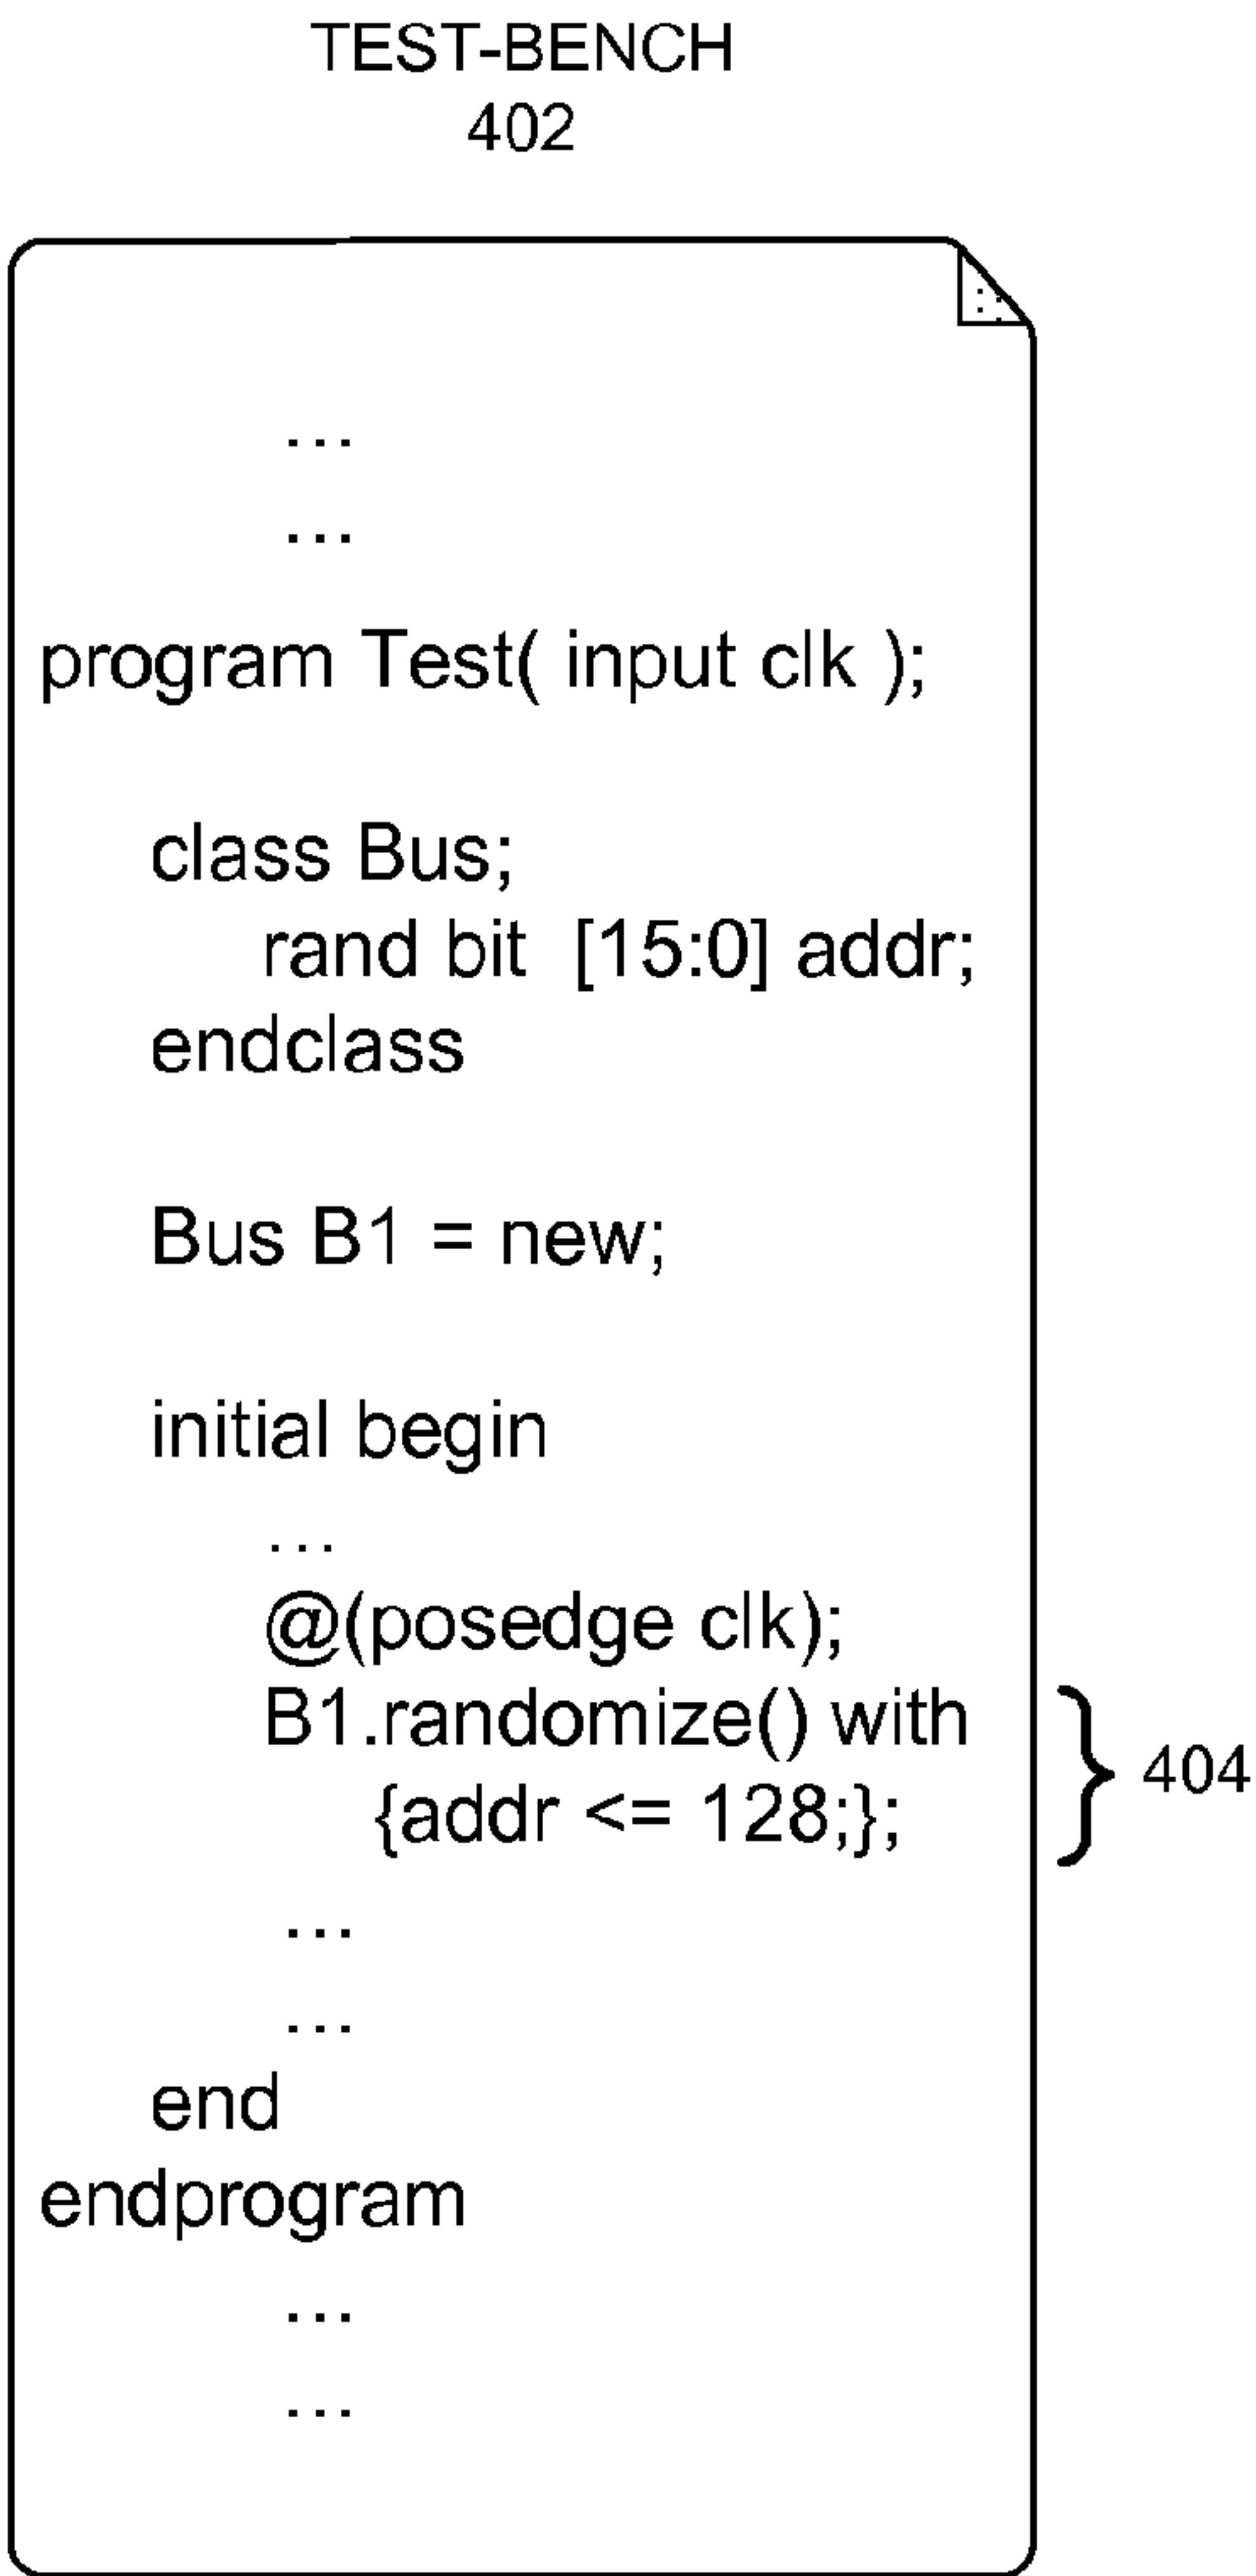 TEST-BENCH
402
...
...
program Test( input clk );
class Bus;
rand bit [15:0] addr;
endclass
Bus B1 = new;
initial begin
...
@(posedge clk);
B1.randomize() with
{addr <= 128;};
404
...
...
end
endprogram
...
...